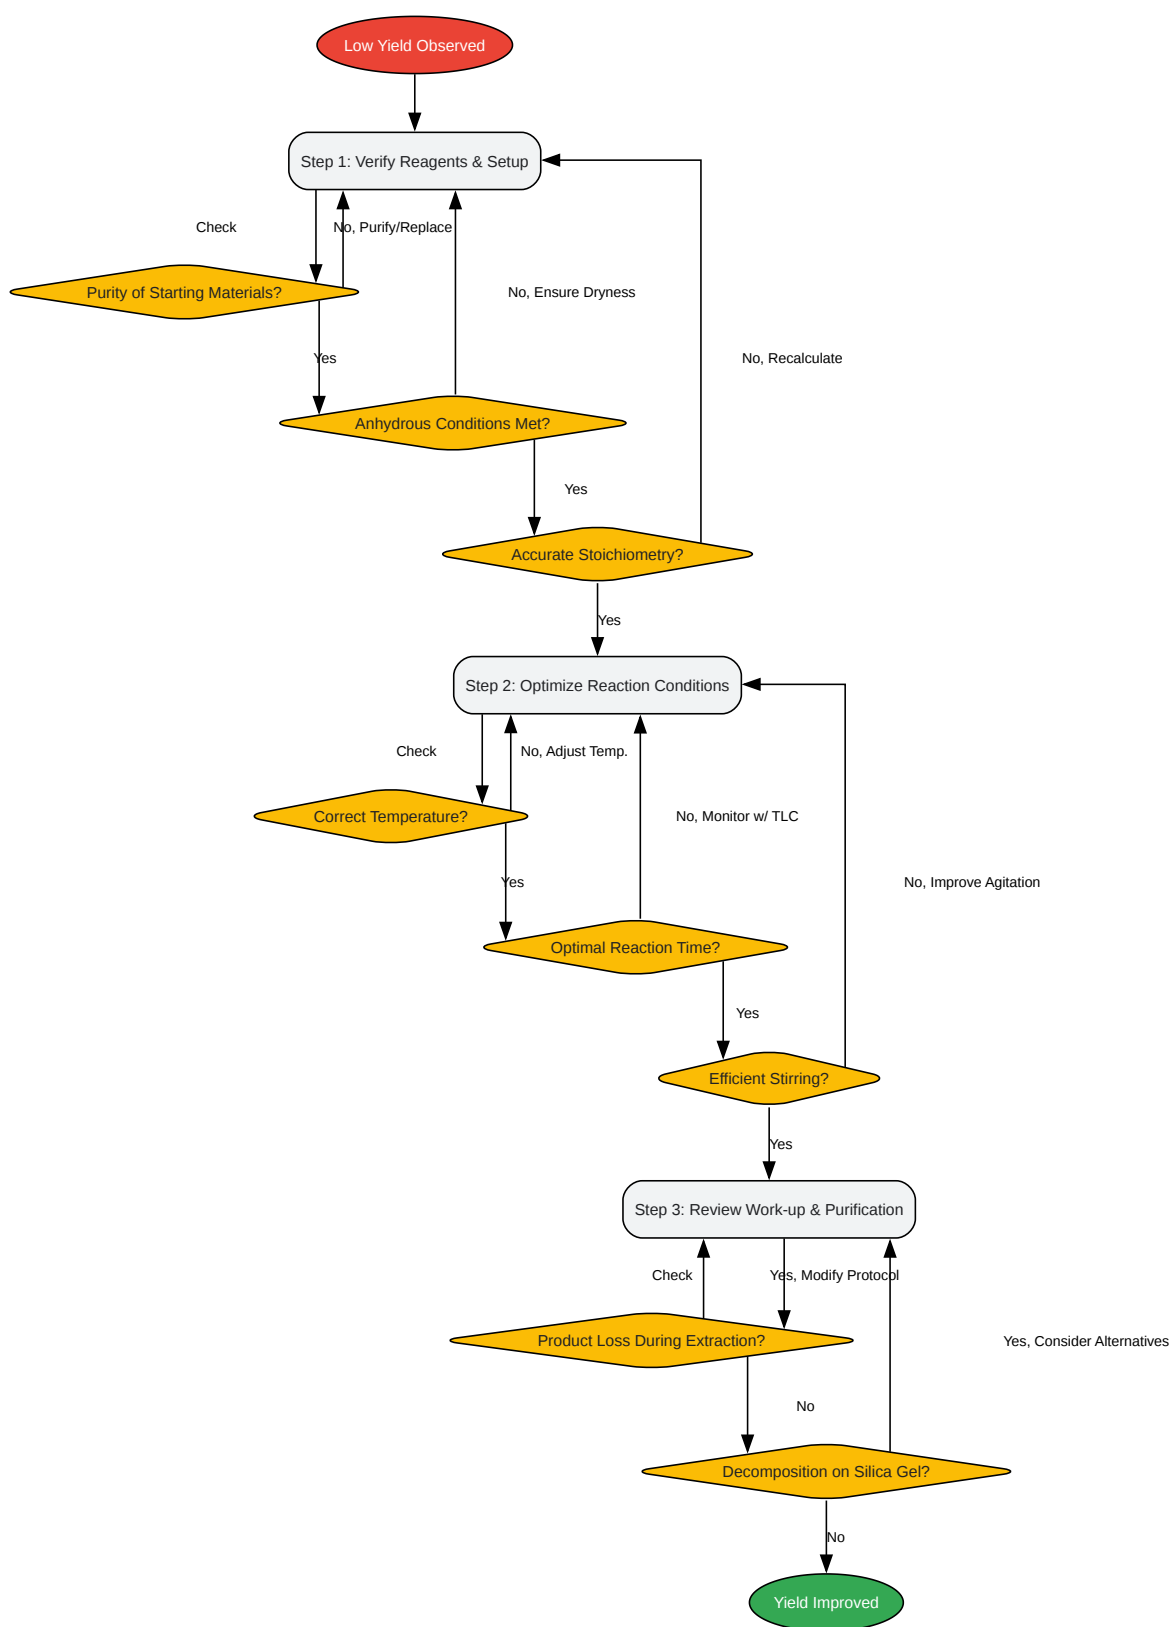 Low Yield Observed
Step 1: Verify Reagents & Setup
Check
No, Purify/Replace
Purity of Starting Materials?
No, Ensure Dryness
Yes
No, Recalculate
Anhydrous Conditions Met?
Yes
Accurate Stoichiometry?
Yes
Step 2: Optimize Reaction Conditions
Check
No, Adjust Temp.
Correct Temperature?
No, Monitor w/ TLC
Yes
No, Improve Agitation
Optimal Reaction Time?
Yes
Efficient Stirring?
Yes
Step 3: Review Work-up & Purification
Check
Yes, Modify Protocol
Product Loss During Extraction?
Yes, Consider Alternatives
No
Decomposition on Silica Gel?
No
Yield Improved